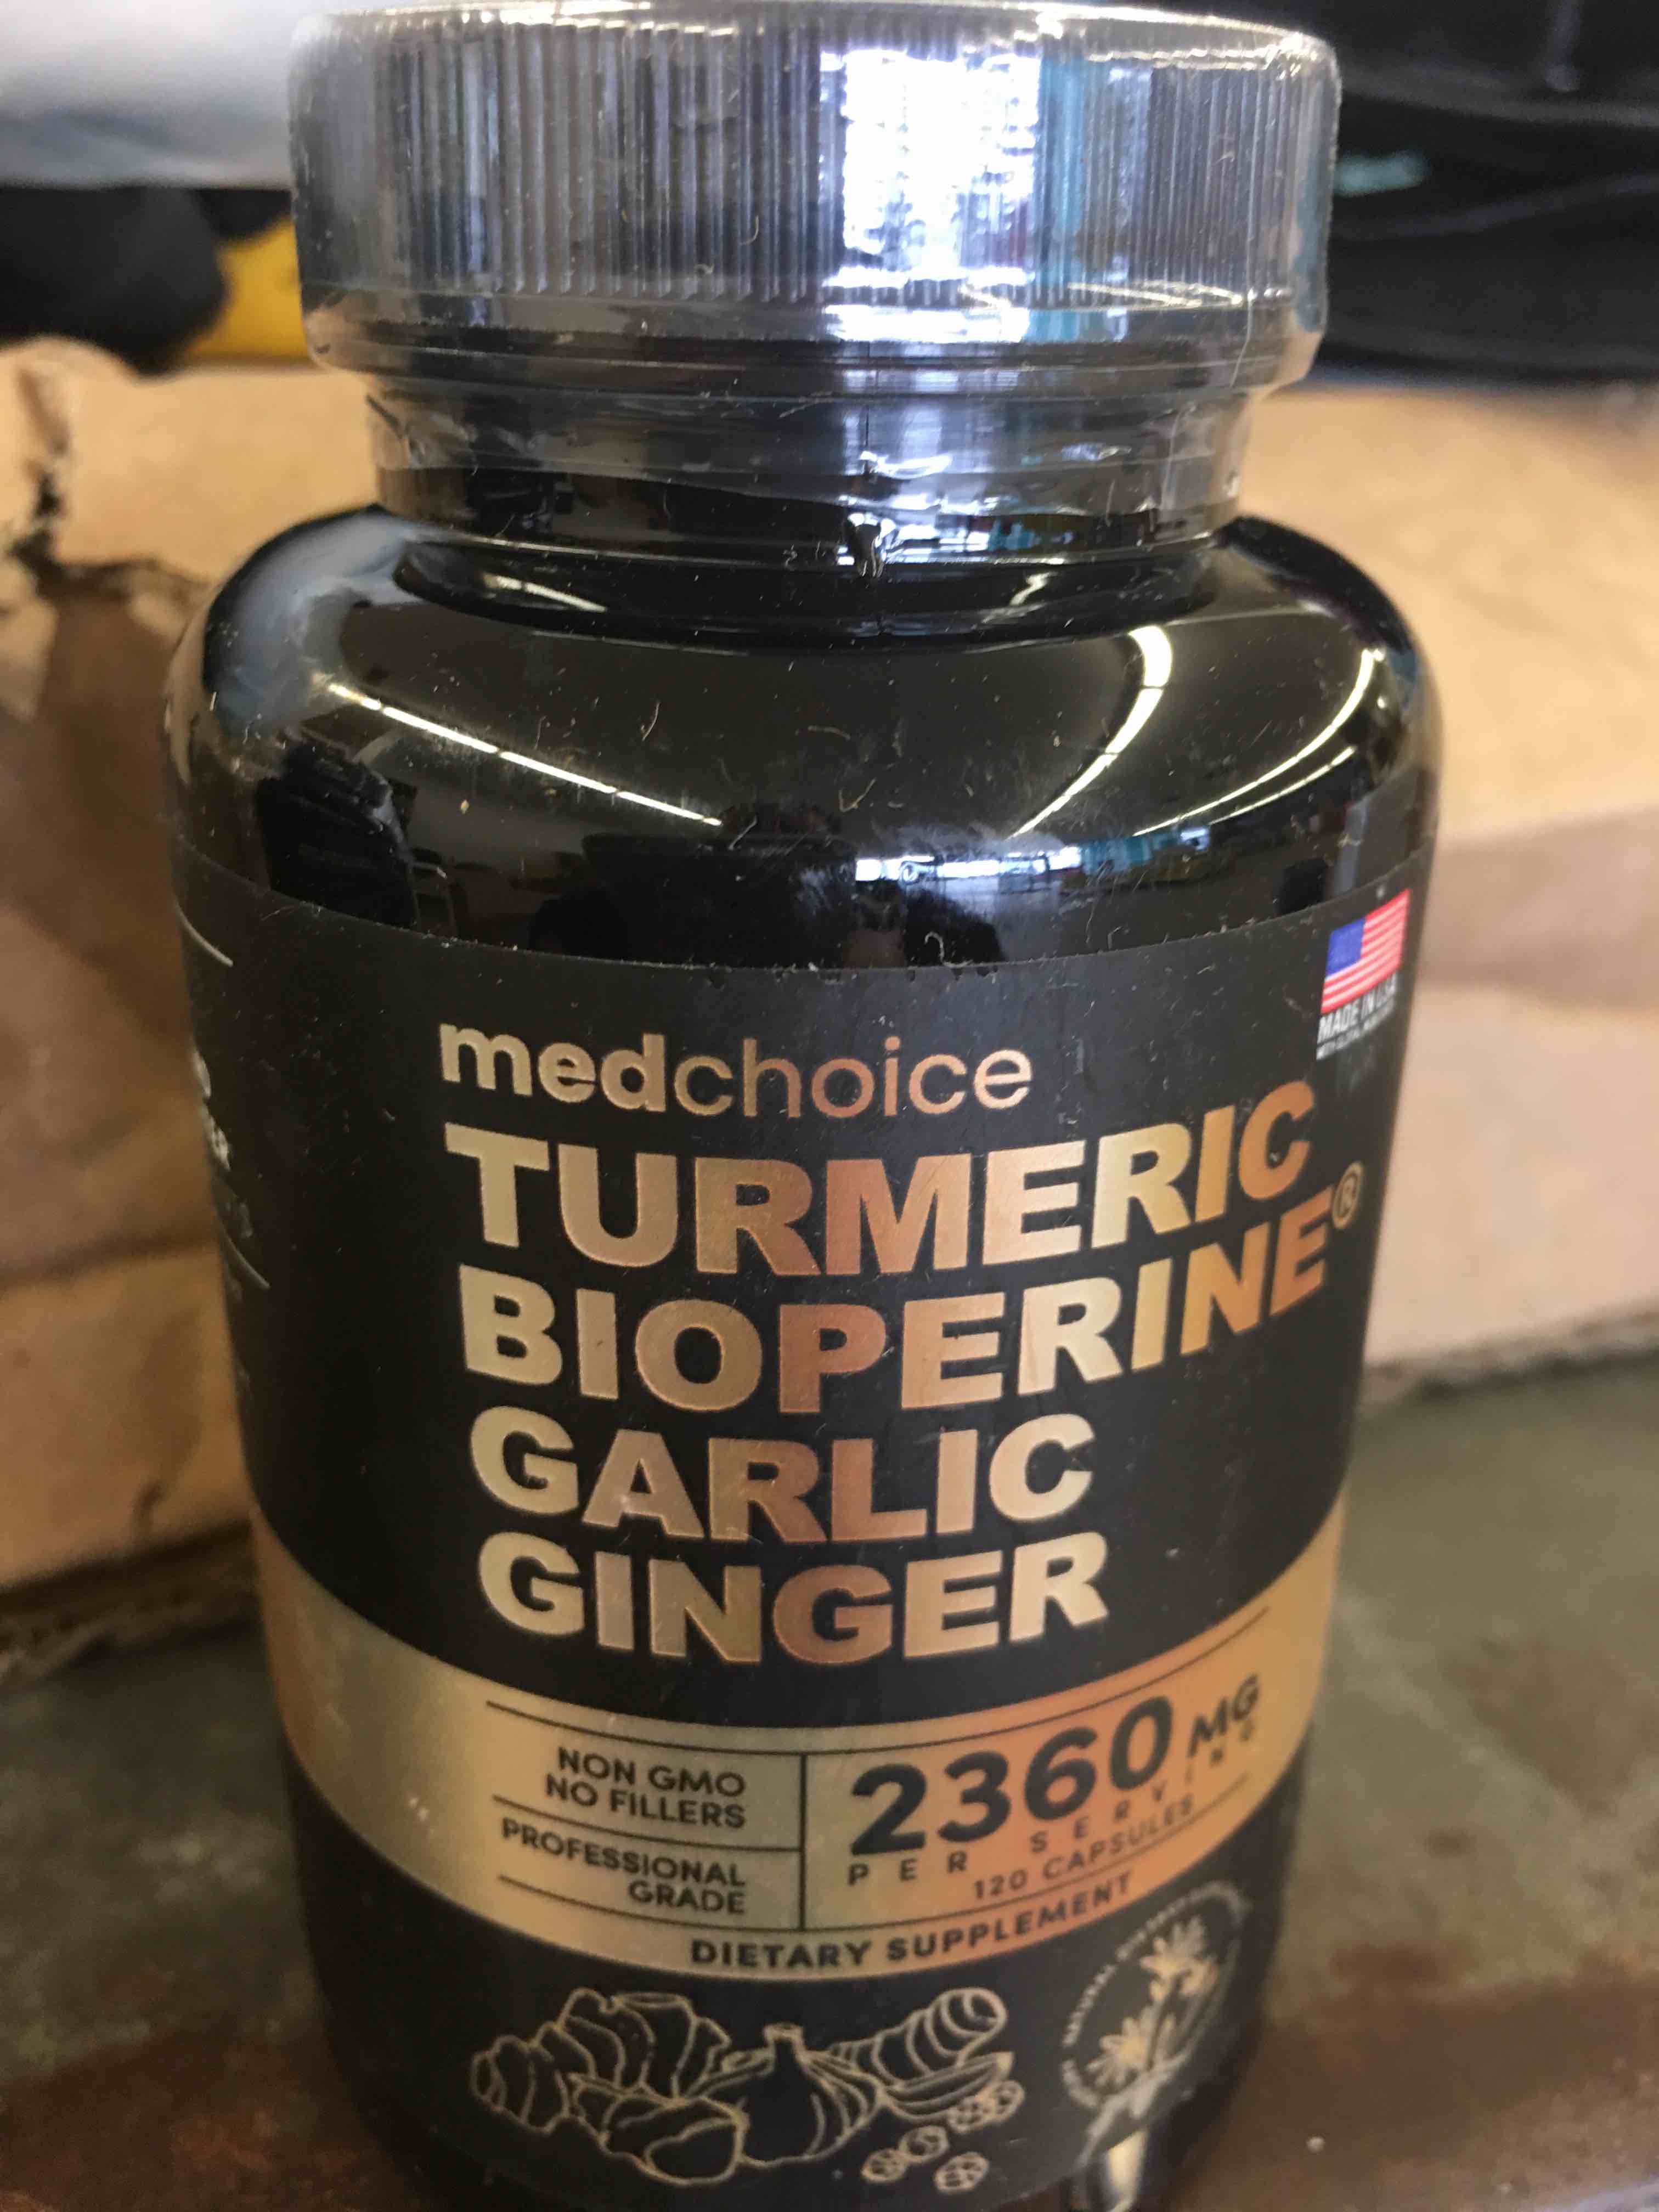 MADE IN USA
medchoice
TURMERIC
BIOPERINE®
GARLIC
GINGER
NON GMO
NO FILLERS
PROFESSIONAL
GRADE
2360 MG
PER SERVING
120 CAPSULES
DIETARY SUPPLEMENT